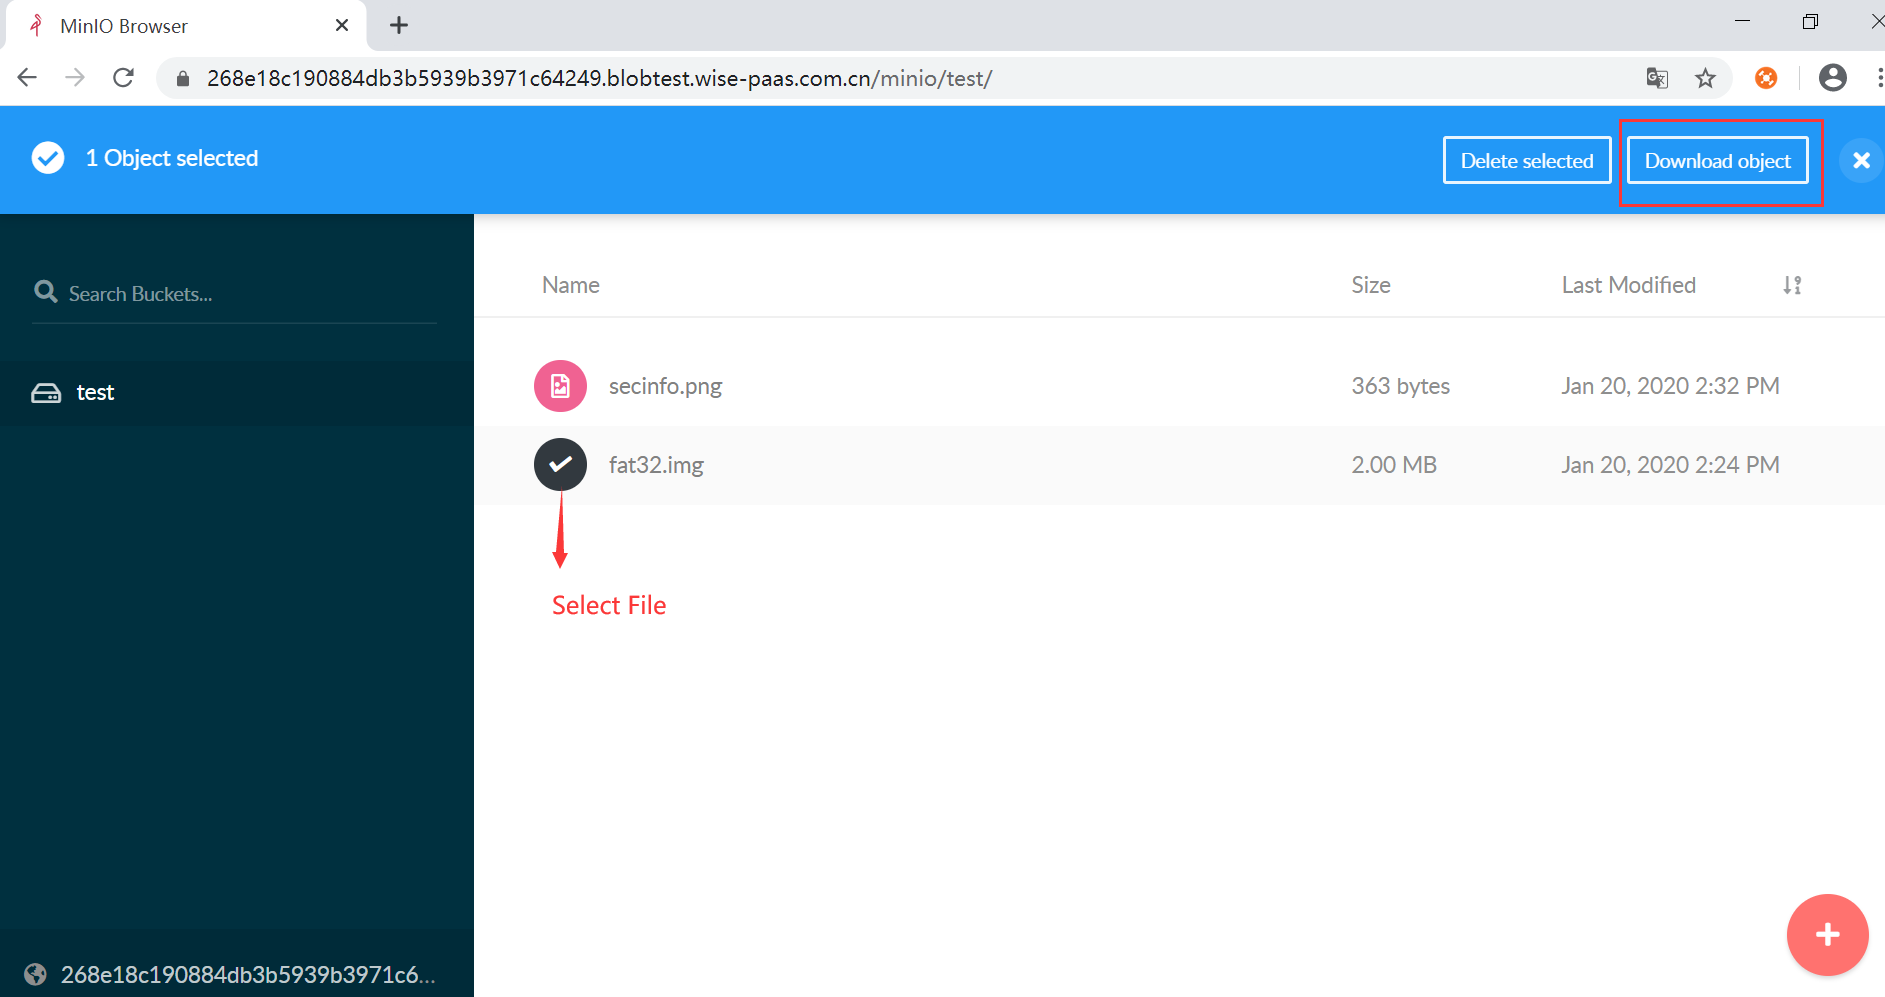 MinIO Browser
268e18c190884db3b5939b3971c64249.blobtest.wise-paas.com.cn/minio/test/
1 Object selected
Delete selected
Download object
Search Buckets...
Name Size Last Modified
test
secinfo.png 363 bytes Jan 20, 2020 2:32 PM
fat32.img 2.00 MB Jan 20, 2020 2:24 PM
Select File
268e18c190884db3b5939b3971c6...